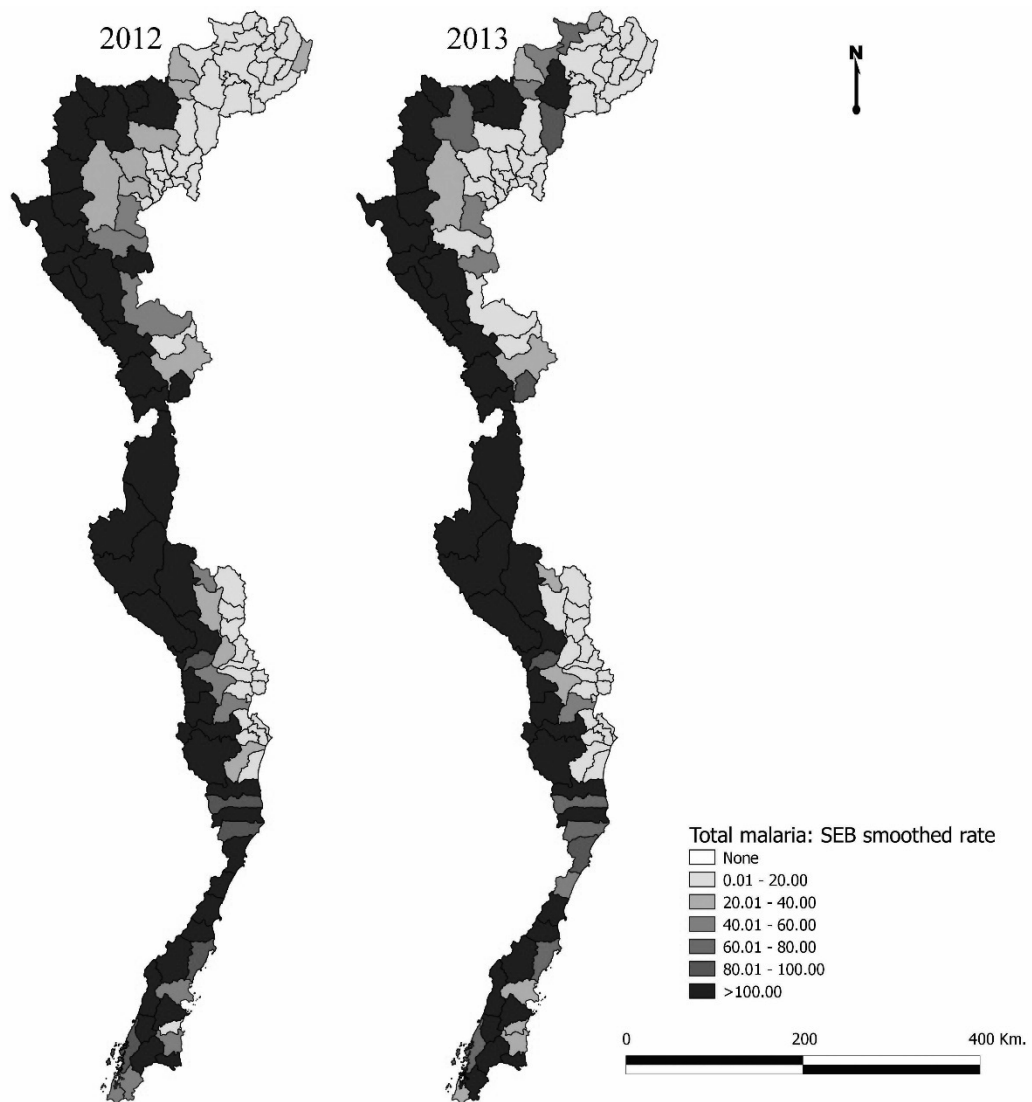 2012
2013
N
Total malaria: SEB smoothed rate
None
0.01 - 20.00
20.01 - 40.00
40.01 - 60.00
60.01 - 80.00
80.01 - 100.00
>100.00
0 200 400 Km.